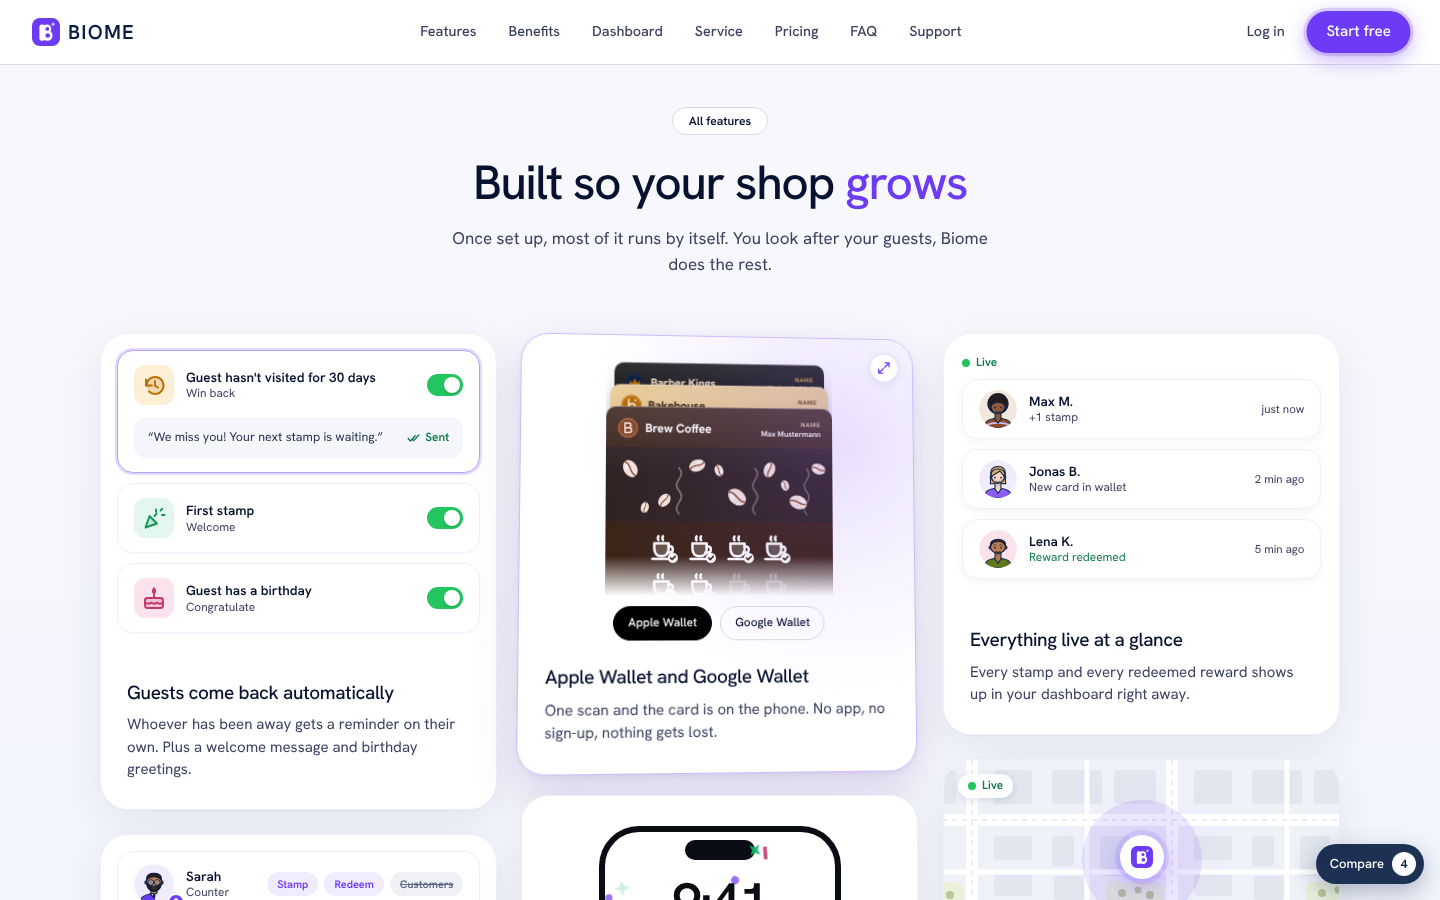 BIOME
Features
Benefits
Dashboard
Service
Pricing
FAQ
Support
Log in
Start free
All features
Built so your shop grows
Once set up, most of it runs by itself. You look after your guests, Biome
does the rest.
Guest hasn't visited for 30 days
Win back
“We miss you! Your next stamp is waiting.”
Sent
First stamp
Welcome
Guest has a birthday
Congratulate
Guests come back automatically
Whoever has been away gets a reminder on their
own. Plus a welcome message and birthday
greetings.
Sarah
Counter
Stamp
Redeem
Customers
Barber Kings
NAME
Bakehouse
NAME
Brew Coffee
NAME
Max Mustermann
Apple Wallet
Google Wallet
Apple Wallet and Google Wallet
One scan and the card is on the phone. No app, no
sign-up, nothing gets lost.
9:41
Live
Max M.
+1 stamp
just now
Jonas B.
New card in wallet
2 min ago
Lena K.
Reward redeemed
5 min ago
Everything live at a glance
Every stamp and every redeemed reward shows
up in your dashboard right away.
Live
Compare 4